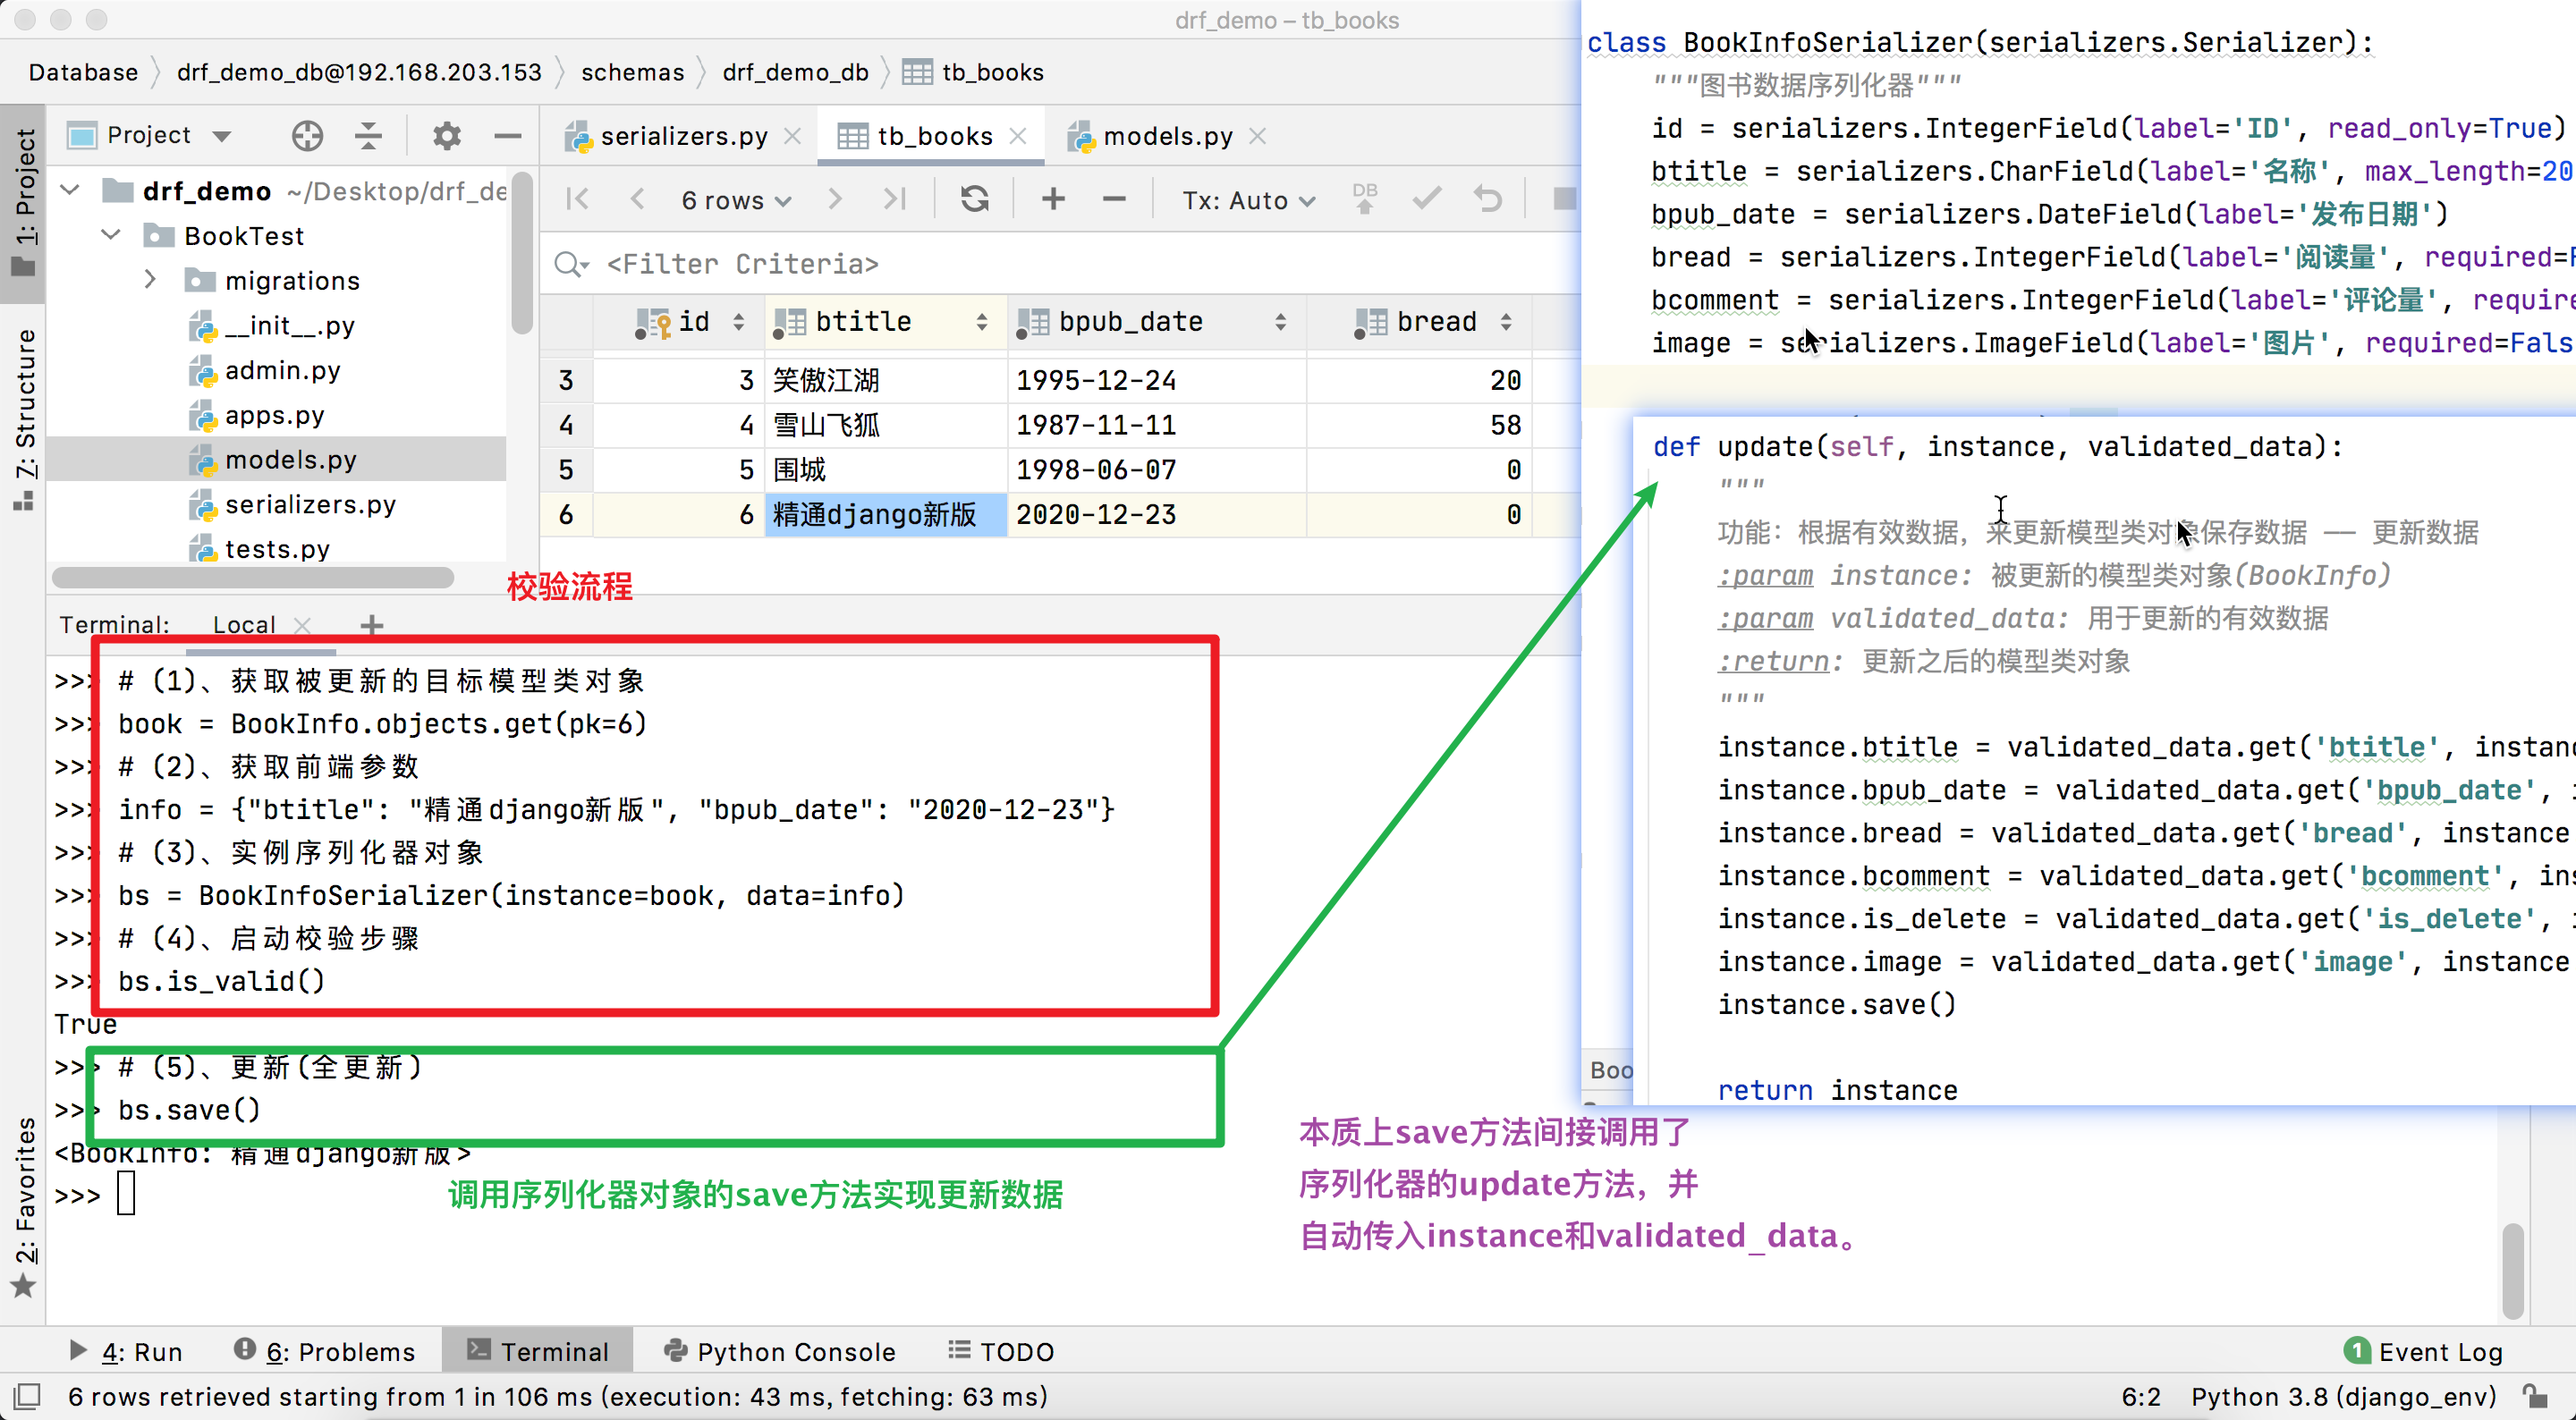 drf_demo – tb_books
Database
drf_demo_db@192.168.203.153
schemas
drf_demo_db
tb_books
1: Project
7: Structure
2: Favorites
Project
drf_demo ~/Desktop/drf_de
BookTest
migrations
__init__.py
admin.py
apps.py
models.py
serializers.py
tests.py
serializers.py
tb_books
models.py
6 rows
Tx: Auto
DB
<Filter Criteria>
id btitle bpub_date bread
3 3 笑傲江湖 1995-12-24 20
4 4 雪山飞狐 1987-11-11 58
5 5 围城 1998-06-07 0
6 6 精通django新版 2020-12-23 0
校验流程
Terminal: Local
>>> # (1)、获取被更新的目标模型类对象
>>> book = BookInfo.objects.get(pk=6)
>>> # (2)、获取前端参数
>>> info = {"btitle": "精通django新版", "bpub_date": "2020-12-23"}
>>> # (3)、实例序列化器对象
>>> bs = BookInfoSerializer(instance=book, data=info)
>>> # (4)、启动校验步骤
>>> bs.is_valid()
True
>>> # (5)、更新(全更新)
>>> bs.save()
<BookInfo: 精通django新版>
>>>
调用序列化器对象的save方法实现更新数据
class BookInfoSerializer(serializers.Serializer):
"""图书数据序列化器"""
id = serializers.IntegerField(label='ID', read_only=True)
btitle = serializers.CharField(label='名称', max_length=20
bpub_date = serializers.DateField(label='发布日期')
bread = serializers.IntegerField(label='阅读量', required=F
bcomment = serializers.IntegerField(label='评论量', require
image = serializers.ImageField(label='图片', required=Fals
def update(self, instance, validated_data):
"""
功能：根据有效数据，来更新模型类对象保存数据 —— 更新数据
:param instance: 被更新的模型类对象(BookInfo)
:param validated_data: 用于更新的有效数据
:return: 更新之后的模型类对象
"""
instance.btitle = validated_data.get('btitle', instanc
instance.bpub_date = validated_data.get('bpub_date', i
instance.bread = validated_data.get('bread', instance
instance.bcomment = validated_data.get('bcomment', ins
instance.is_delete = validated_data.get('is_delete', i
instance.image = validated_data.get('image', instance
instance.save()
return instance
Boo
本质上save方法间接调用了
序列化器的update方法，并
自动传入instance和validated_data。
4: Run
6: Problems
Terminal
Python Console
TODO
1 Event Log
6 rows retrieved starting from 1 in 106 ms (execution: 43 ms, fetching: 63 ms)
6:2 Python 3.8 (django_env)